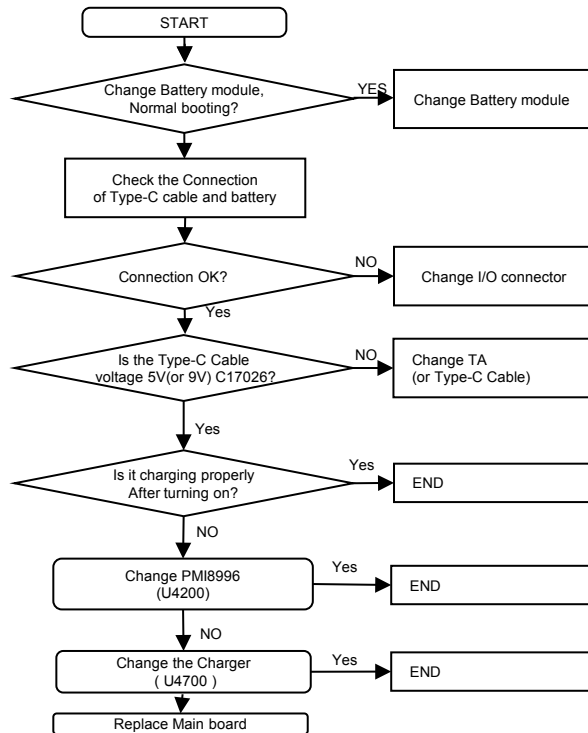 START
Change Battery module,
Normal booting?
YES
Change Battery module
Check the Connection
of Type-C cable and battery
Connection OK?
NO
Change I/O connector
Yes
Is the Type-C Cable
voltage 5V(or 9V) C17026?
NO
Change TA
(or Type-C Cable)
Yes
Is it charging properly
After turning on?
Yes
END
NO
Change PMI8996
(U4200)
Yes
END
NO
Change the Charger
( U4700 )
Yes
END
Replace Main board